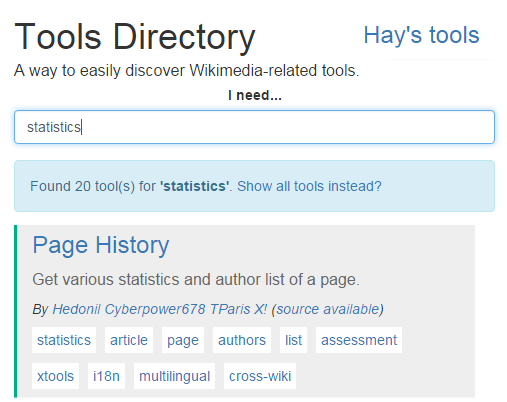 Tools Directory
Hay's tools
A way to easily discover Wikimedia-related tools.
I need...
statistics
Found 20 tool(s) for 'statistics'. Show all tools instead?
Page History
Get various statistics and author list of a page.
By Hedonil Cyberpower678 TParis X! (source available)
statistics article page authors list assessment
xtools i18n multilingual cross-wiki